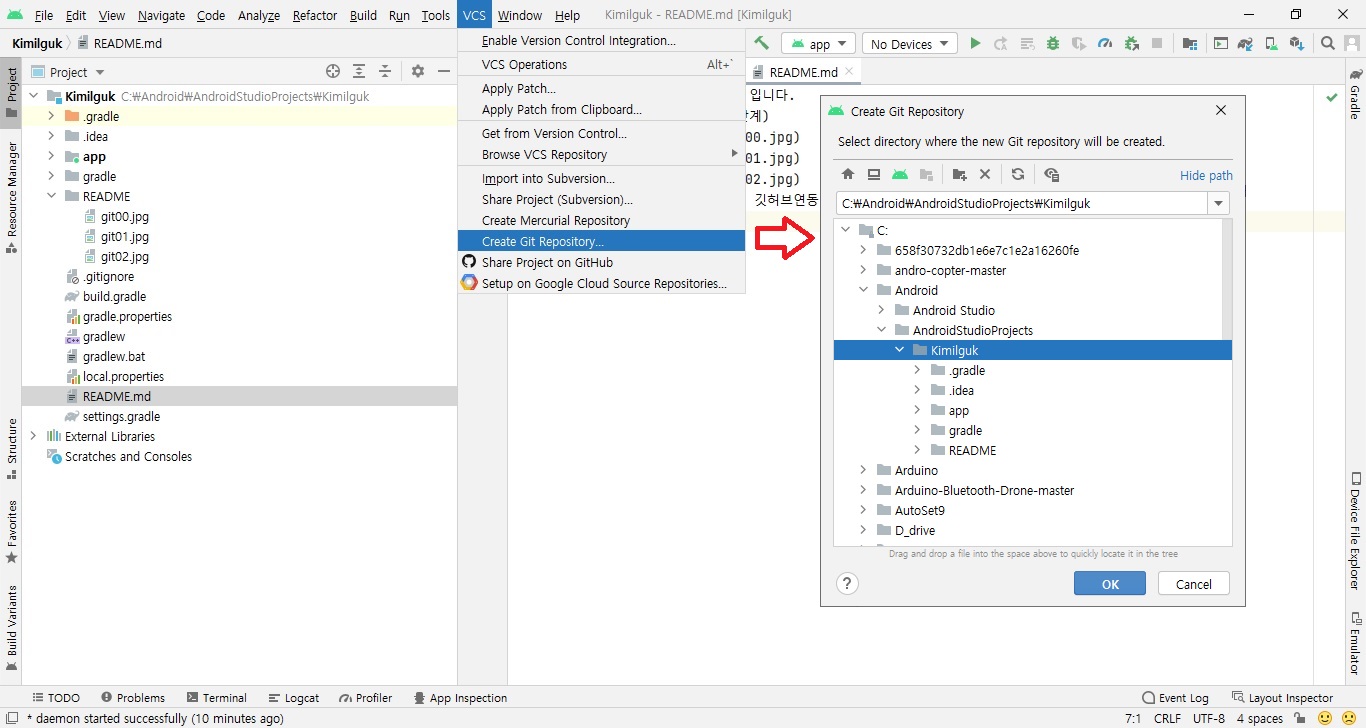 File Edit View Navigate Code Analyze Refactor Build Run Tools VCS Window Help Kimilguk - README.md [Kimilguk]
Kimilguk README.md
app No Devices
Project
Kimilguk C:₩Android₩AndroidStudioProjects₩Kimilguk
.gradle
.idea
app
gradle
README
git00.jpg
git01.jpg
git02.jpg
.gitignore
build.gradle
gradle.properties
gradlew
gradlew.bat
local.properties
README.md
settings.gradle
External Libraries
Scratches and Consoles
Project
Resource Manager
Structure
Favorites
Build Variants
Enable Version Control Integration...
VCS Operations Alt+`
Apply Patch...
Apply Patch from Clipboard...
Get from Version Control...
Browse VCS Repository
Import into Subversion...
Share Project (Subversion)...
Create Mercurial Repository
Create Git Repository...
Share Project on GitHub
Setup on Google Cloud Source Repositories...
README.md
입니다.
계)
00.jpg)
01.jpg)
02.jpg)
깃허브연동
Create Git Repository
Select directory where the new Git repository will be created.
Hide path
C:₩Android₩AndroidStudioProjects₩Kimilguk
C:
658f30732db1e6e7c1e2a16260fe
andro-copter-master
Android
Android Studio
AndroidStudioProjects
Kimilguk
.gradle
.idea
app
gradle
README
Arduino
Arduino-Bluetooth-Drone-master
AutoSet9
D_drive
Drag and drop a file into the space above to quickly locate it in the tree
?
OK Cancel
Gradle
Device File Explorer
Emulator
TODO Problems Terminal Logcat Profiler App Inspection Event Log Layout Inspector
* daemon started successfully (10 minutes ago) 7:1 CRLF UTF-8 4 spaces